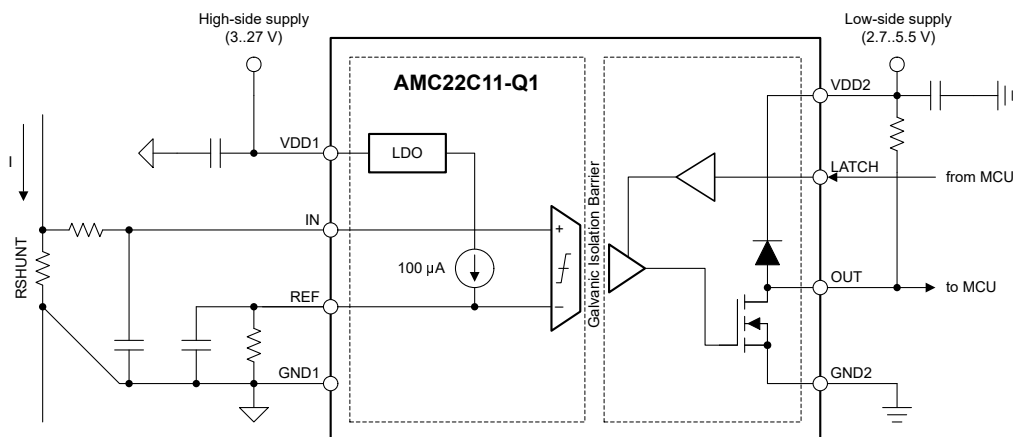 High-side supply
(3..27 V)
Low-side supply
(2.7..5.5 V)
AMC22C11-Q1
VDD1
LDO
VDD2
LATCH
from MCU
I
IN
RSHUNT
100 μA
+
–
Galvanic Isolation Barrier
REF
OUT
to MCU
GND1
GND2